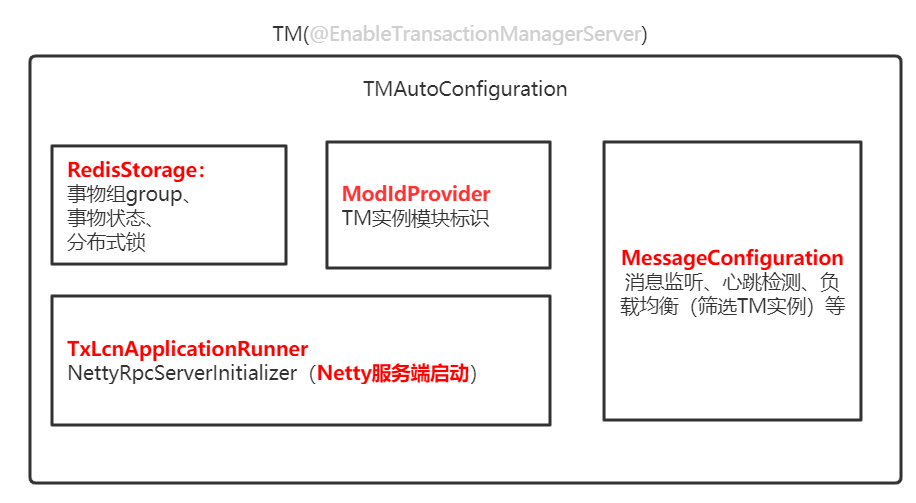 TM(@EnableTransactionManagerServer)
TMAutoConfiguration
RedisStorage：
事物组group、
事物状态、
分布式锁
ModIdProvider
TM实例模块标识
MessageConfiguration
消息监听、心跳检测、负
载均衡（筛选TM实例）等
TxLcnApplicationRunner
NettyRpcServerInitializer（Netty服务端启动）